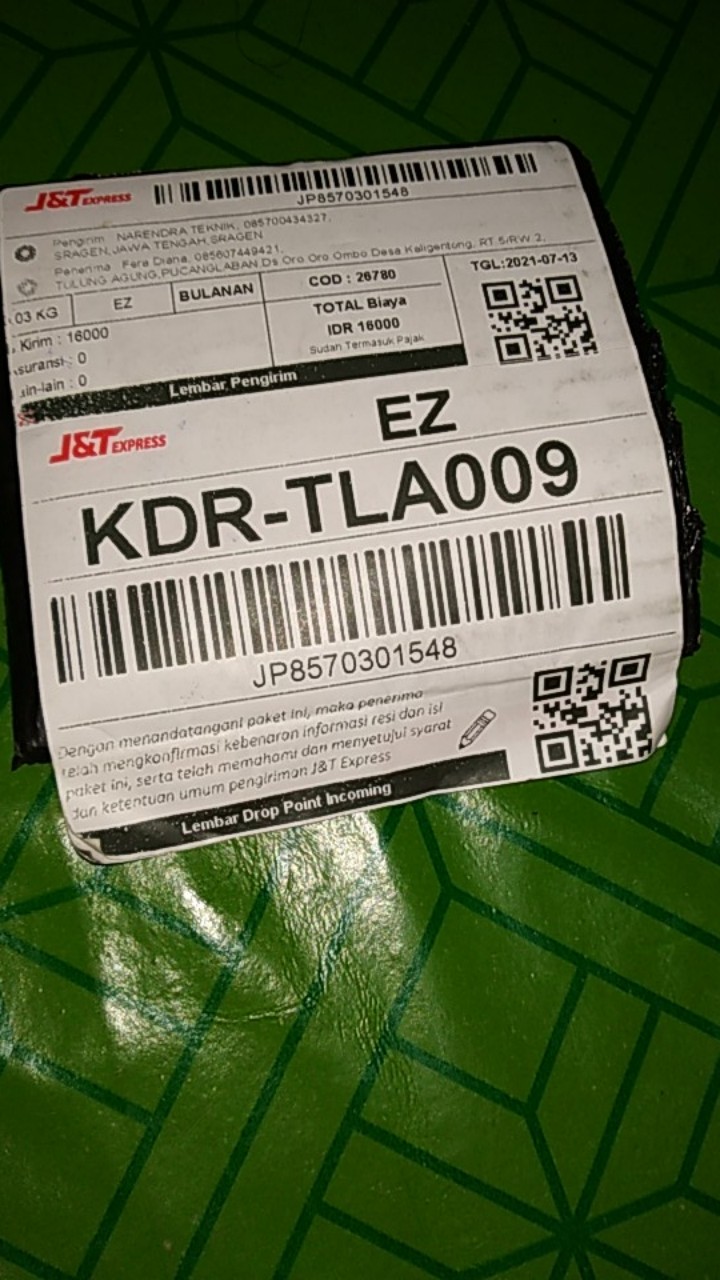 J&T EXPRESS
JP8570301548
Pengirim : NARENDRA TEKNIK, 085700434327,
SRAGEN,JAWA TENGAH,SRAGEN
Penerima : Fera Diana, 085607449421,
TULUNG AGUNG,PUCANGLABAN,Ds Oro Oro Ombo Desa Kaligentong, RT 5/RW 2,
03 KG
EZ
BULANAN
COD : 26780
TGL:2021-07-13
Kirim : 16000
suransi : 0
ain-lain : 0
TOTAL Biaya
IDR 16000
Sudah Termasuk Pajak
Lembar Pengirim
J&T EXPRESS
EZ
KDR-TLA009
JP8570301548
Dengan menandatangani paket ini, maka penerima
telah mengkonfirmasi kebenaran informasi resi dan isi
paket ini, serta telah memahami dan menyetujui syarat
dan ketentuan umum pengiriman J&T Express
Lembar Drop Point Incoming